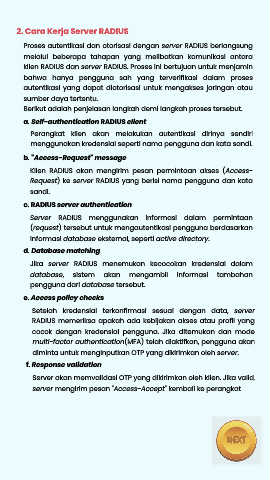 2. Cara Kerja Server RADIUS
Proses autentikasi dan otorisasi dengan server RADIUS berlangsung
melalui beberapa tahapan yang melibatkan komunikasi antara
klien RADIUS dan server RADIUS. Proses ini bertujuan untuk menjamin
bahwa hanya pengguna sah yang terverifikasi dalam proses
autentikasi yang dapat diotorisasi untuk mengakses jaringan atau
sumber daya tertentu.
Berikut adalah penjelasan langkah demi langkah proses tersebut.
a. Self-authentication RADIUS client
Perangkat klien akan melakukan autentikasi dirinya sendiri
menggunakan kredensial seperti nama pengguna dan kata sandi.
b. "Access-Request" message
Klien RADIUS akan mengirim pesan permintaan akses (Access-
Request) ke server RADIUS yang berisi nama pengguna dan kata
sandi.
c. RADIUS server authentication
Server RADIUS menggunakan informasi dalam permintaan
(request) tersebut untuk mengautentikasi pengguna berdasarkan
informasi database eksternal, seperti active directory.
d. Database matching
Jika server RADIUS menemukan kecocokan kredensial dalam
database, sistem akan mengambil informasi tambahan
pengguna dari database tersebut.
e. Access policy checks
Setelah kredensial terkonfirmasi sesuai dengan data, server
RADIUS memeriksa apakah ada kebijakan akses atau profil yang
cocok dengan kredensial pengguna. Jika ditemukan dan mode
multi-factor authentication(MFA) telah diaktifkan, pengguna akan
diminta untuk menginputkan OTP yang dikirimkan oleh server.
f. Response validation
Server akan memvalidasi OTP yang dikirimkan oleh klien. Jika valid,
server mengirim pesan "Access-Accept" kembali ke perangkat
NEXT